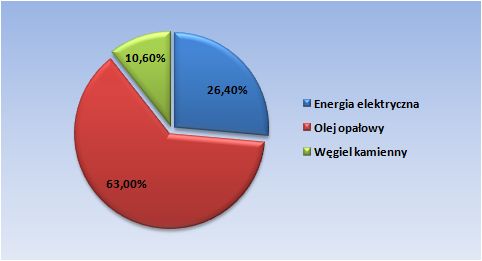 10,60%
26,40%
63,00%
Energia elektryczna
Olej opałowy
Węgiel kamienny